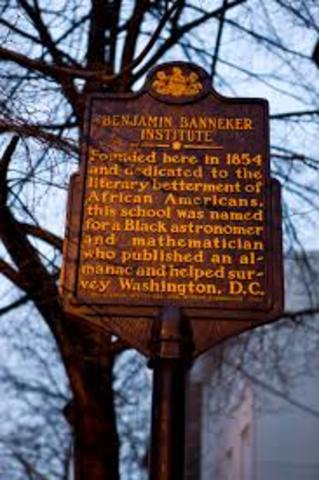 BENJAMIN BANNEKER
INSTITUTE
Founded here in 1854
and dedicated to the
literary betterment of
African Americans,
this school was named
for a Black astronomer
and mathematician
who published an al-
manac and helped sur-
vey Washington, D.C.